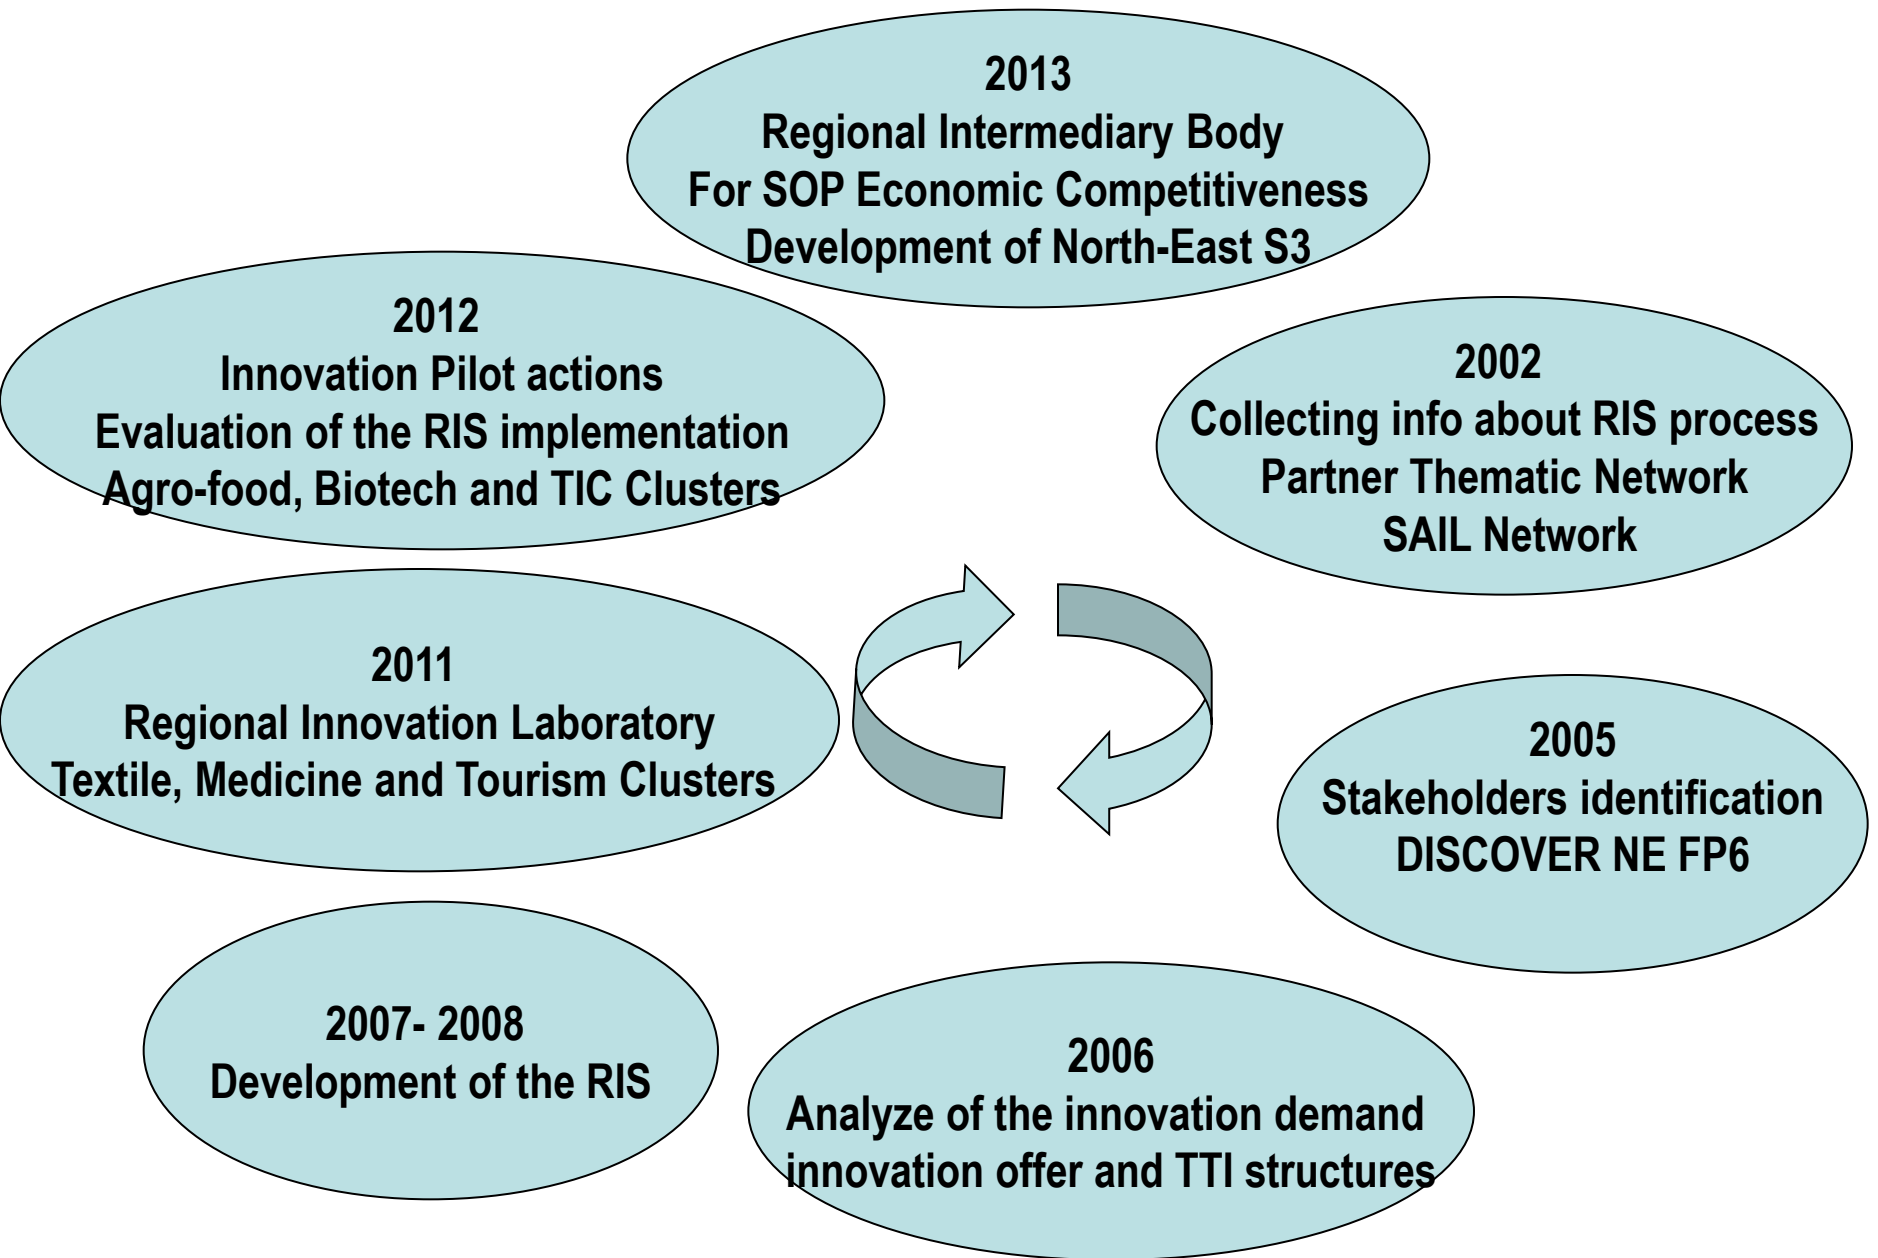 2013
Regional Intermediary Body
For SOP Economic Competitiveness
Development of North-East S3
2012
Innovation Pilot actions
Evaluation of the RIS implementation
Agro-food, Biotech and TIC Clusters
2002
Collecting info about RIS process
Partner Thematic Network
SAIL Network
2011
Regional Innovation Laboratory
Textile, Medicine and Tourism Clusters
2005
Stakeholders identification
DISCOVER NE FP6
2007- 2008
Development of the RIS
2006
Analyze of the innovation demand
innovation offer and TTI structures